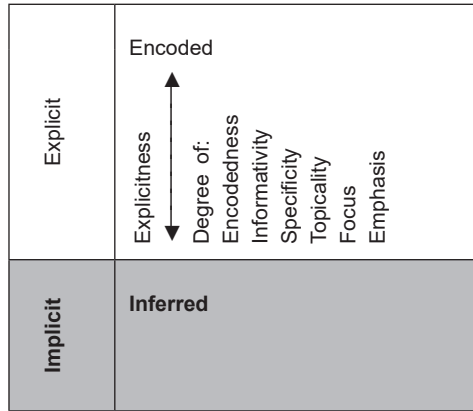 Explicit
Encoded
Explicitness
Degree of:
Encodedness
Informativity
Specificity
Topicality
Focus
Emphasis
Implicit
Inferred